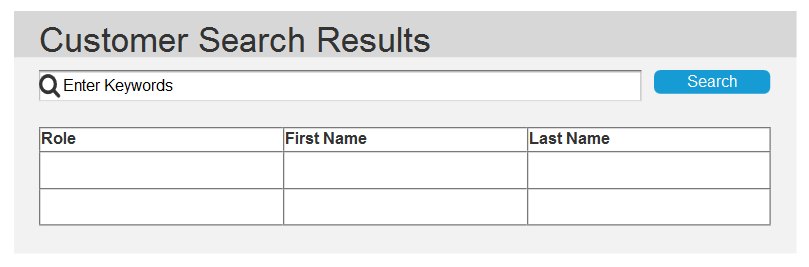 Customer Search Results
Enter Keywords Search
Role First Name Last Name